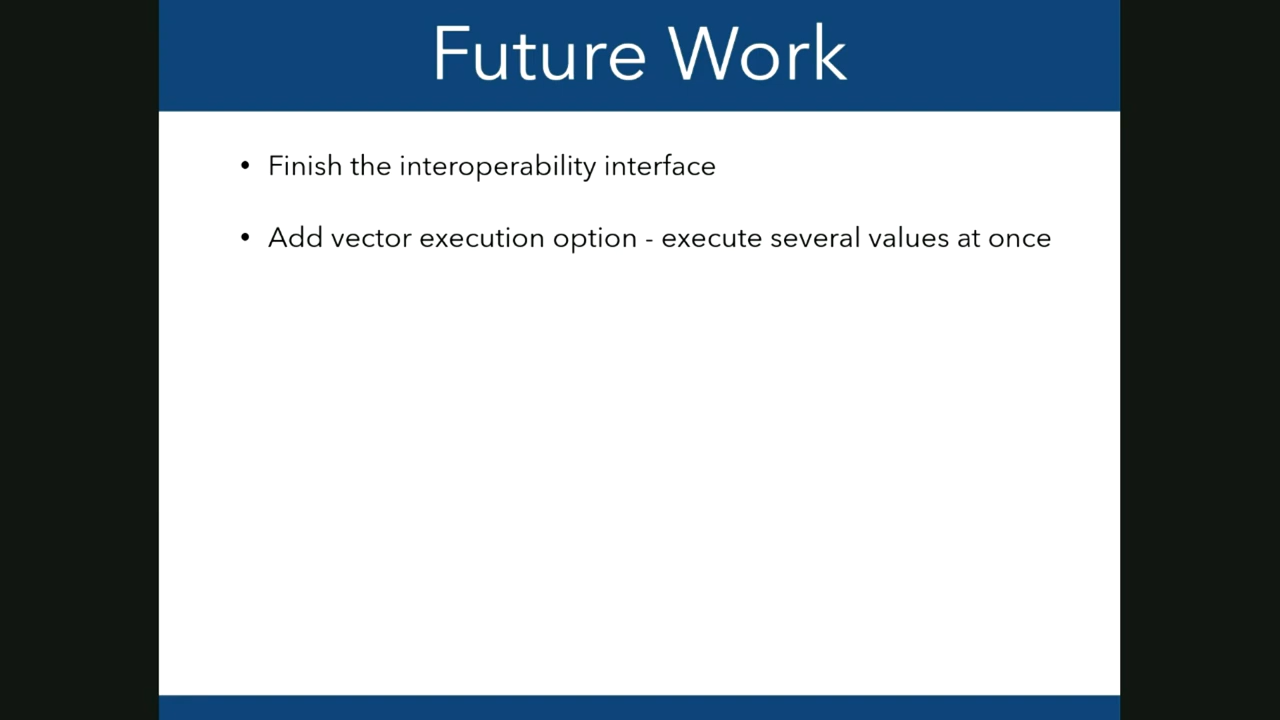 Future Work
• Finish the interoperability interface
• Add vector execution option - execute several values at once